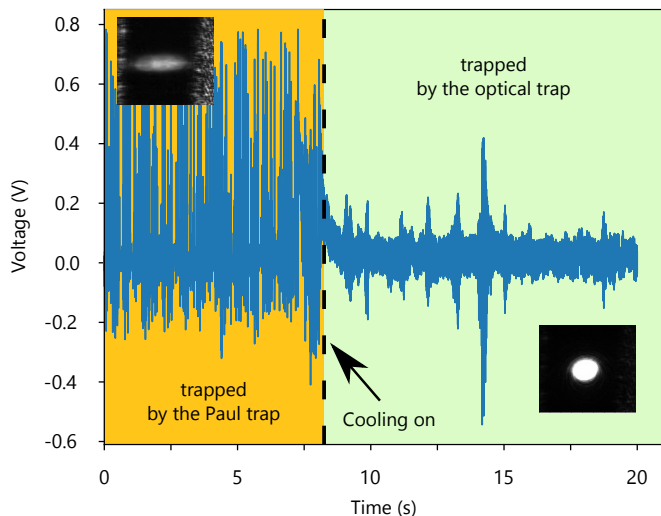 0.8
0.6
0.4
0.2
0.0
-0.2
-0.4
-0.6
Voltage (V)
trapped
by the optical trap
trapped
by the Paul trap
Cooling on
0
5
10
15
20
Time (s)